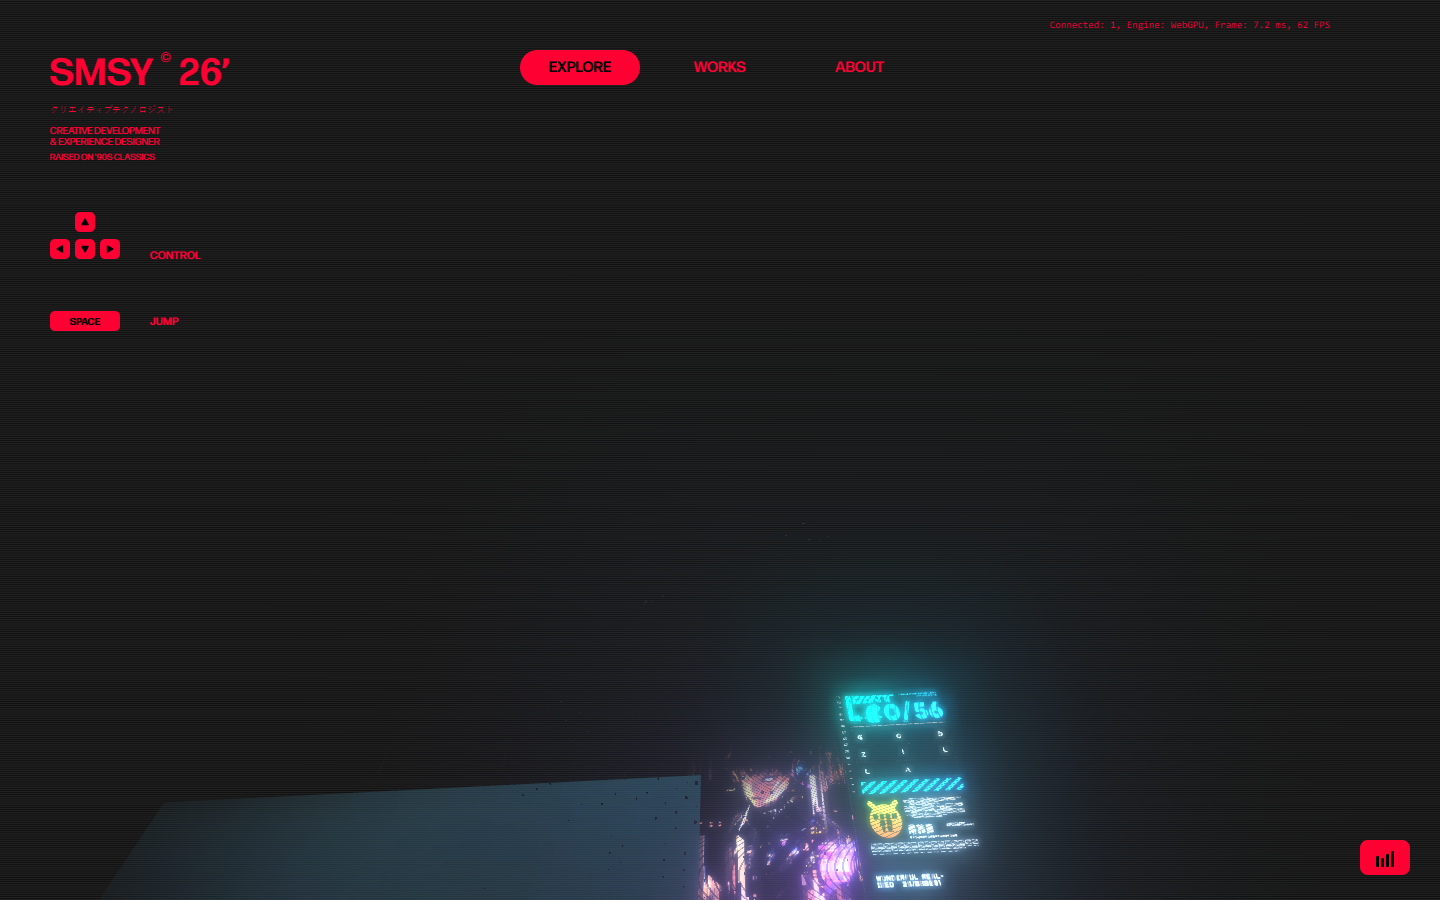 Connected: 1, Engine: WebGPU, Frame: 7.2 ms, 62 FPS
SMSY © 26’
EXPLORE
WORKS
ABOUT
クリエイティブテクノロジスト
CREATIVE DEVELOPMENT
& EXPERIENCE DESIGNER
RAISED ON '90S CLASSICS
CONTROL
SPACE
JUMP
LEO/56